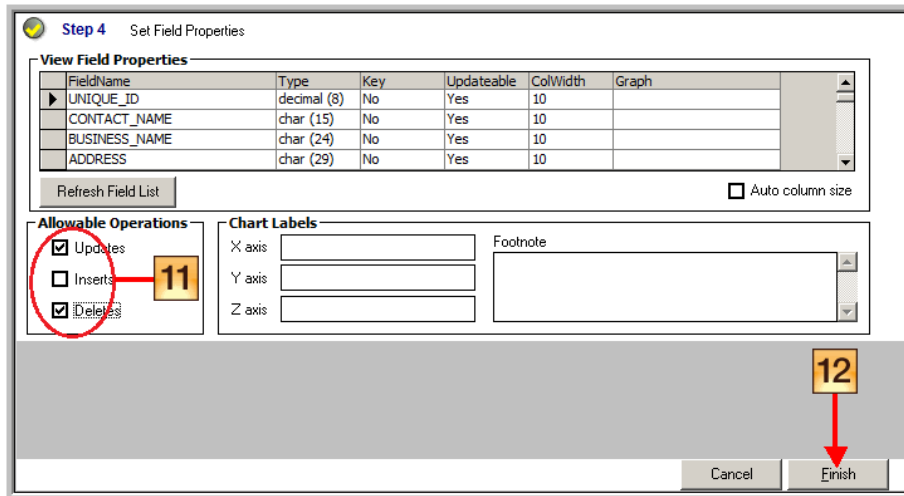 Step 4 Set Field Properties
View Field Properties
FieldName Type Key Updateable ColWidth Graph
UNIQUE_ID decimal (8) No Yes 10
CONTACT_NAME char (15) No Yes 10
BUSINESS_NAME char (24) No Yes 10
ADDRESS char (29) No Yes 10
Refresh Field List Auto column size
Allowable Operations Chart Labels
Updates X axis Footnote
Inserts 11 Y axis
Deletes Z axis
12
Cancel Finish